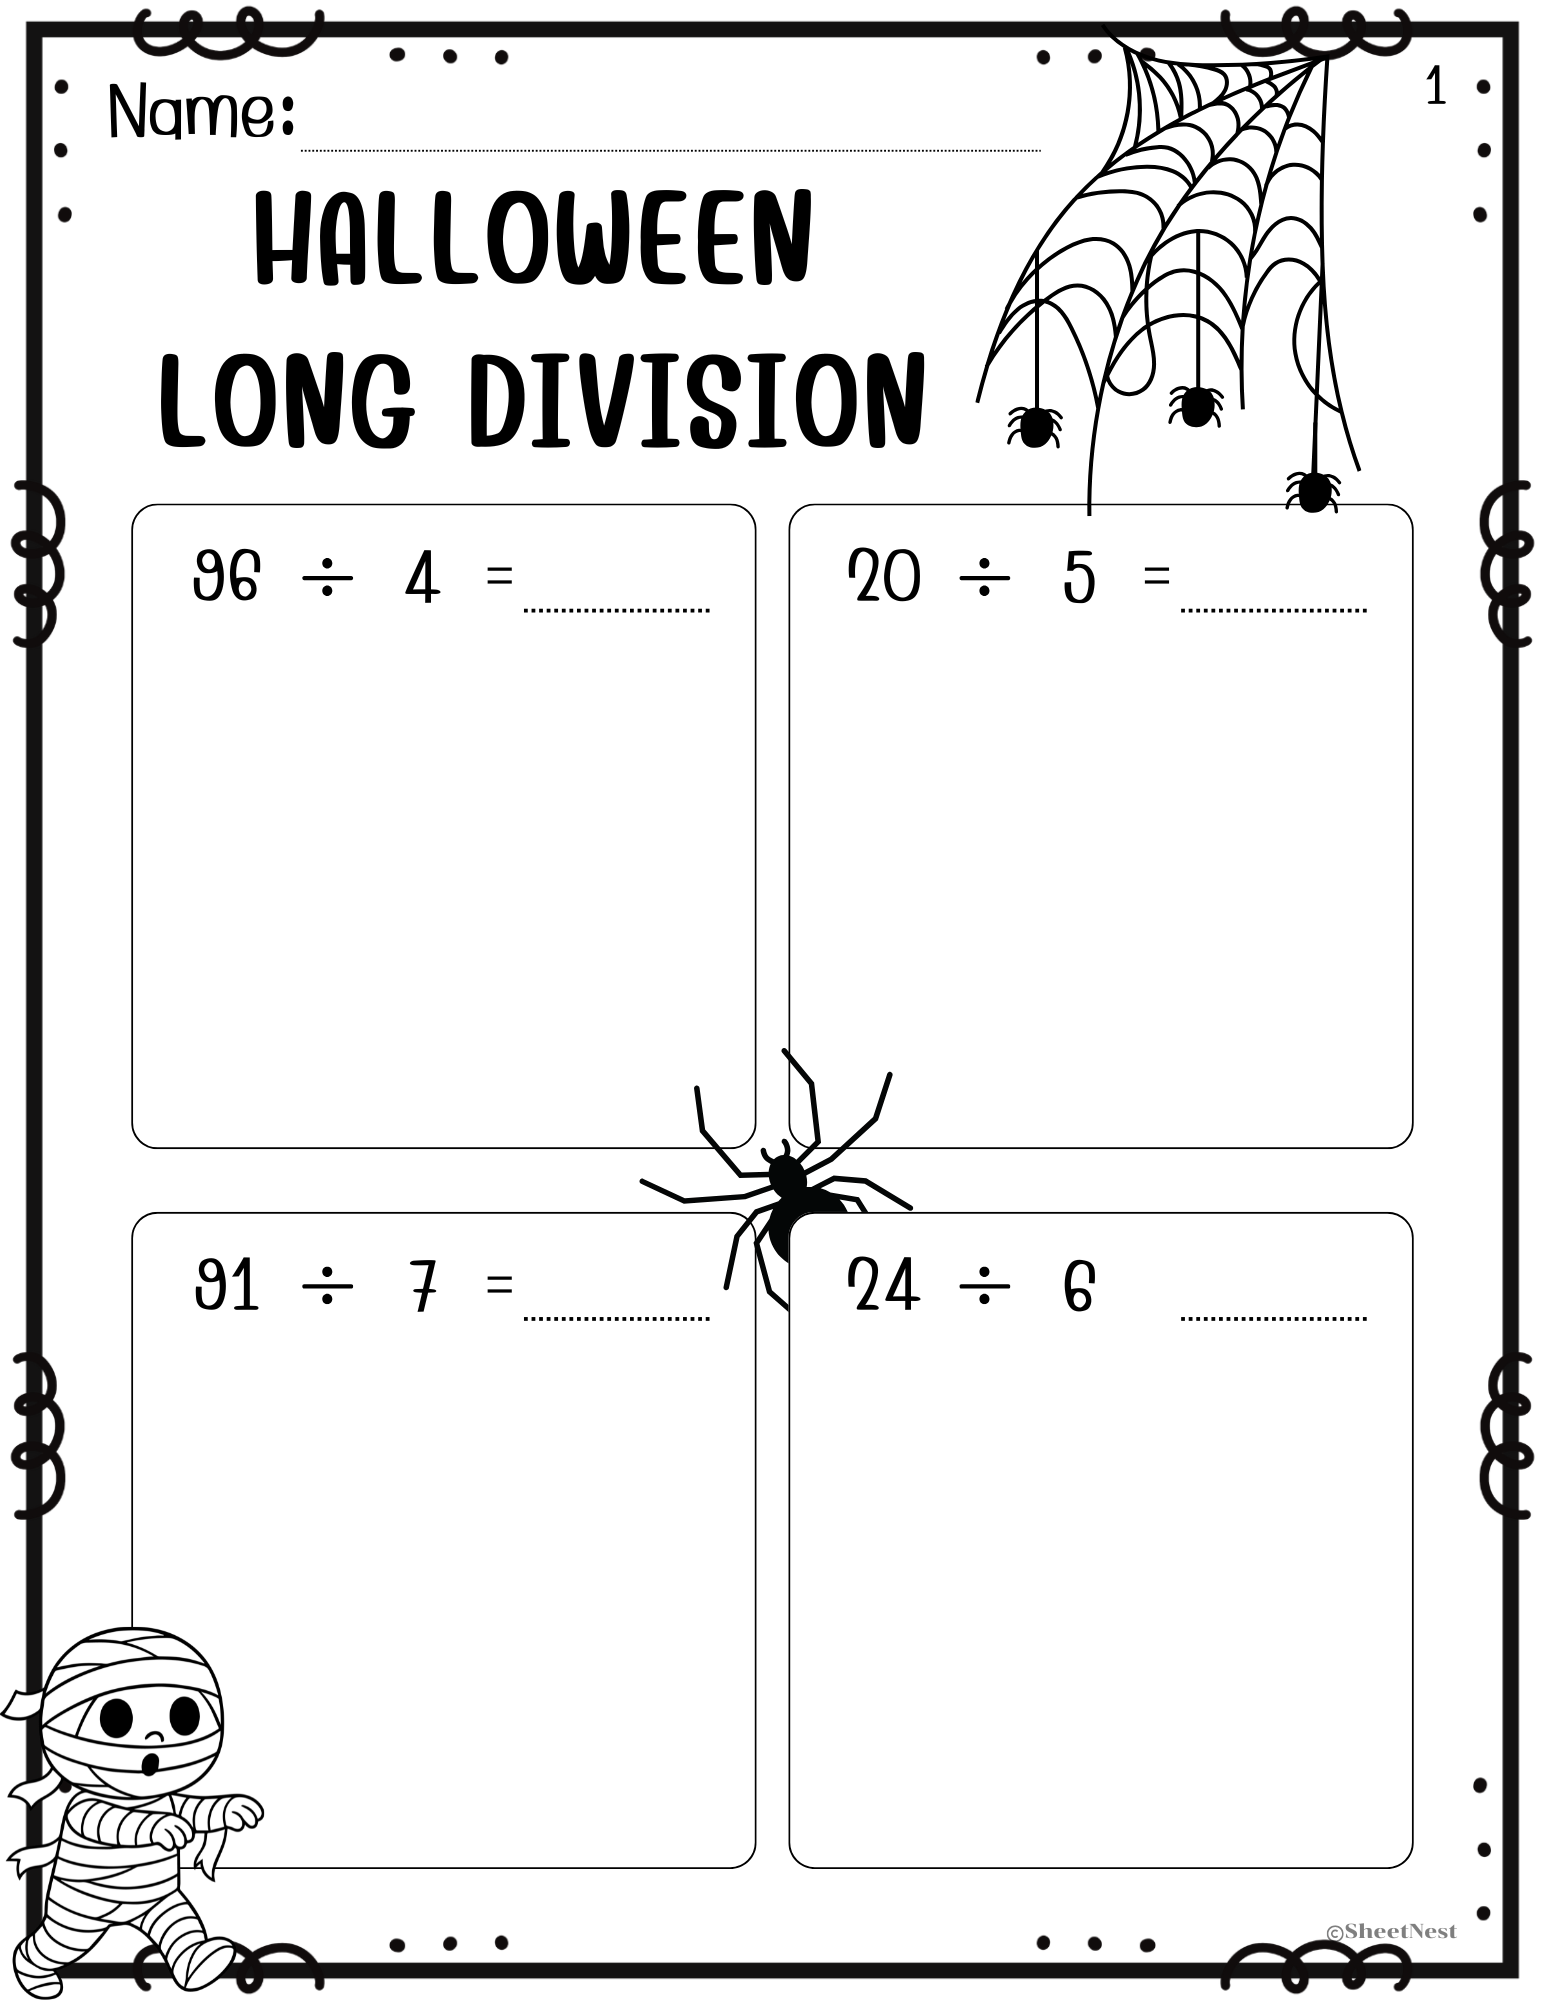 Name:
1
HALLOWEEN
LONG DIVISION
96 ÷ 4 =
20 ÷ 5 =
91 ÷ 7 =
24 ÷ 6
©SheetNest